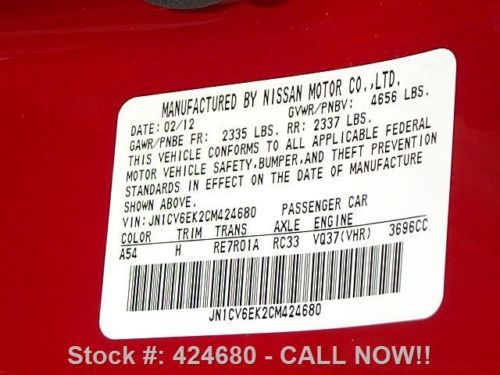 MANUFACTURED BY NISSAN MOTOR CO.,LTD.
DATE: 02/12 GVWR/PNBV: 4656 LBS.
GAWR/PNBE FR: 2335 LBS. RR: 2337 LBS.
THIS VEHICLE CONFORMS TO ALL APPLICABLE FEDERAL
MOTOR VEHICLE SAFETY,BUMPER,AND THEFT PREVENTION
STANDARDS IN EFFECT ON THE DATE OF MANUFACTURE
SHOWN ABOVE.
VIN:JN1CV6EK2CM424680 PASSENGER CAR
COLOR TRIM TRANS AXLE ENGINE
A54 H RE7R01A RC33 VQ37(VHR) 3696CC
JN1CV6EK2CM424680
Stock #: 424680 - CALL NOW!!